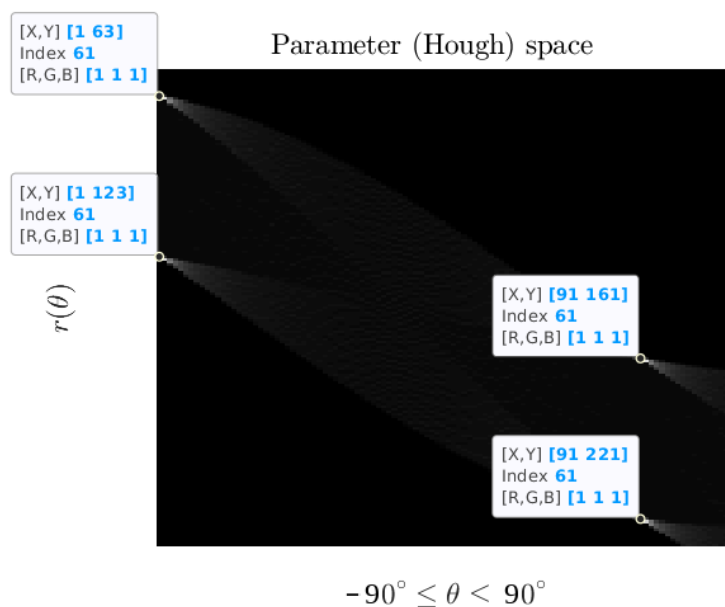 [X,Y] [1 63]
Index 61
[R,G,B] [1 1 1]
Parameter (Hough) space
[X,Y] [1 123]
Index 61
[R,G,B] [1 1 1]
r(θ)
[X,Y] [91 161]
Index 61
[R,G,B] [1 1 1]
[X,Y] [91 221]
Index 61
[R,G,B] [1 1 1]
−90° ≤ θ < 90°